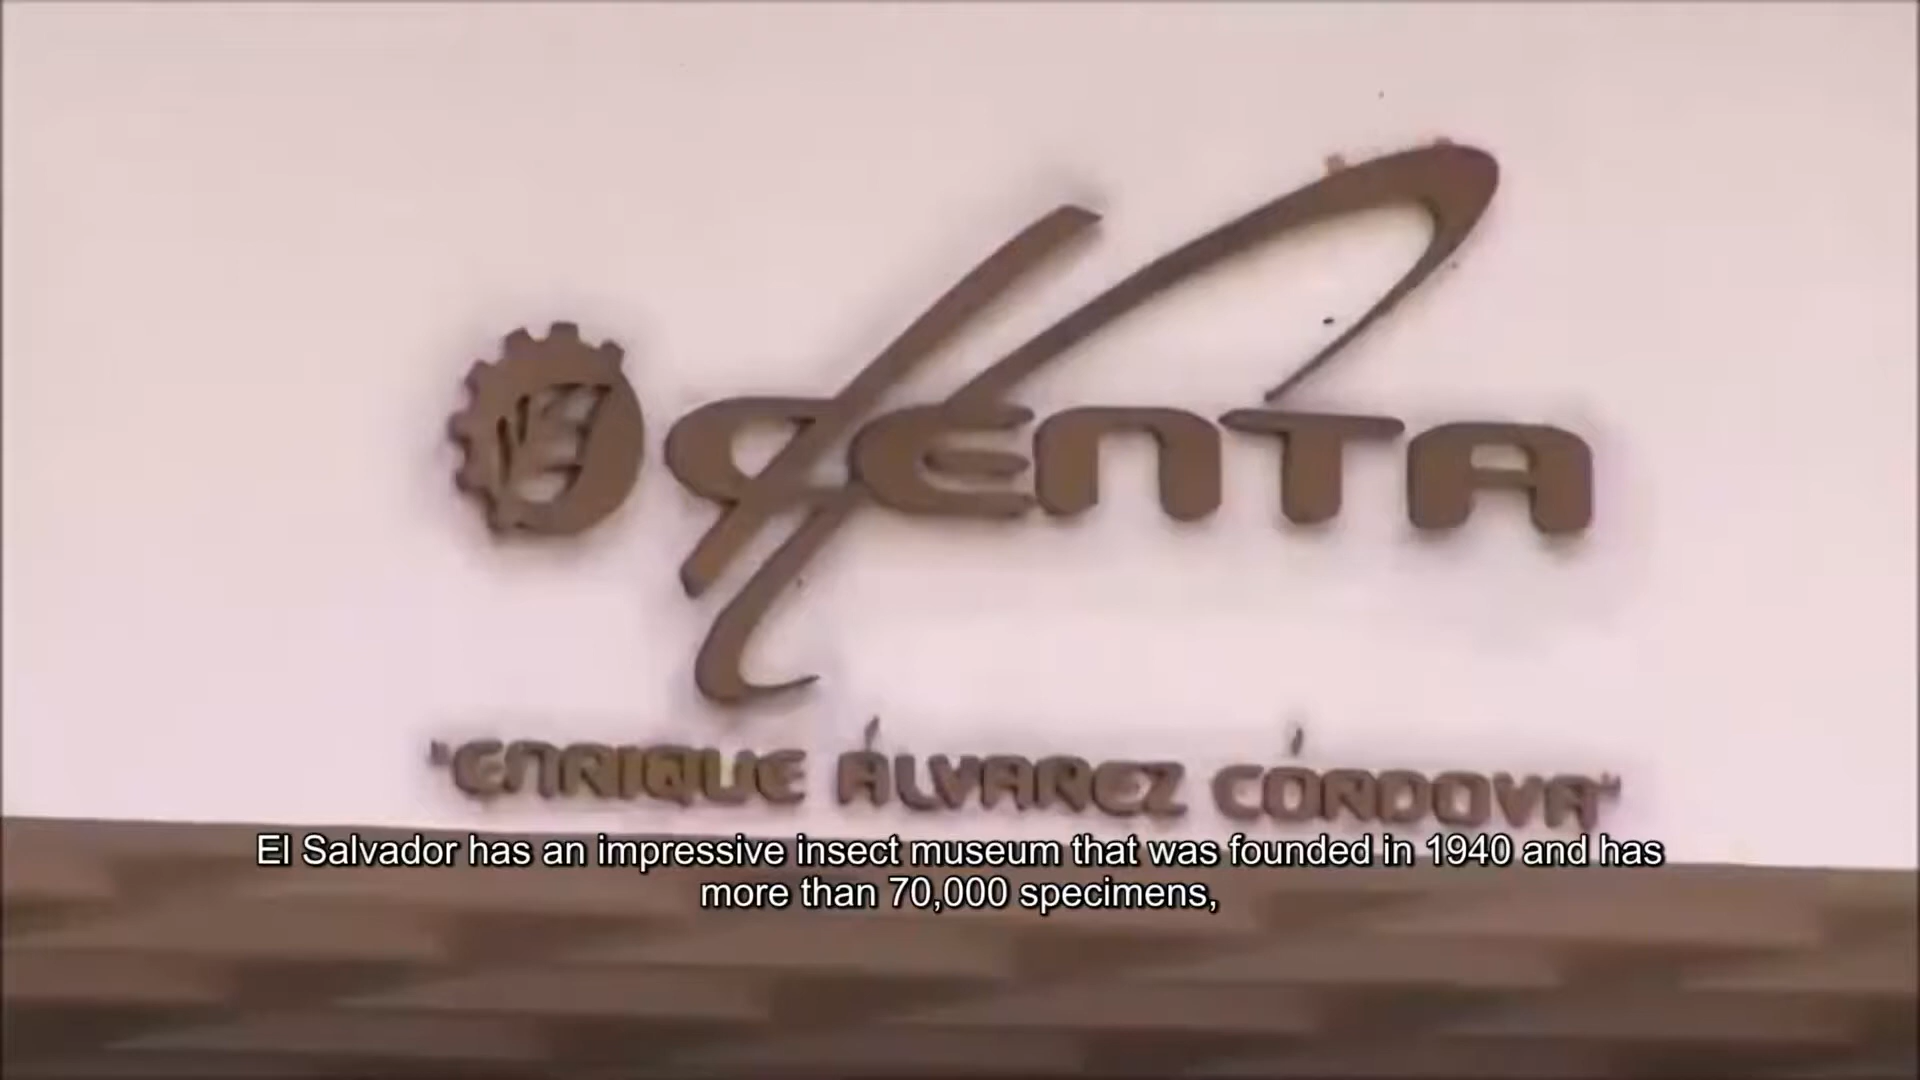 CENTA
"ENRIQUE ÁLVAREZ CÓRDOVA"
El Salvador has an impressive insect museum that was founded in 1940 and has
more than 70,000 specimens,